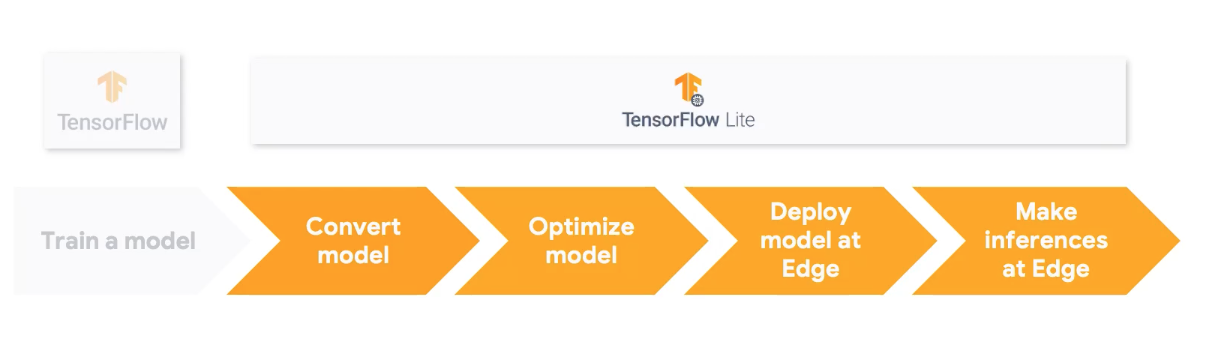 TensorFlow
TensorFlow Lite
Train a model
Convert
model
Optimize
model
Deploy
model at
Edge
Make
inferences
at Edge